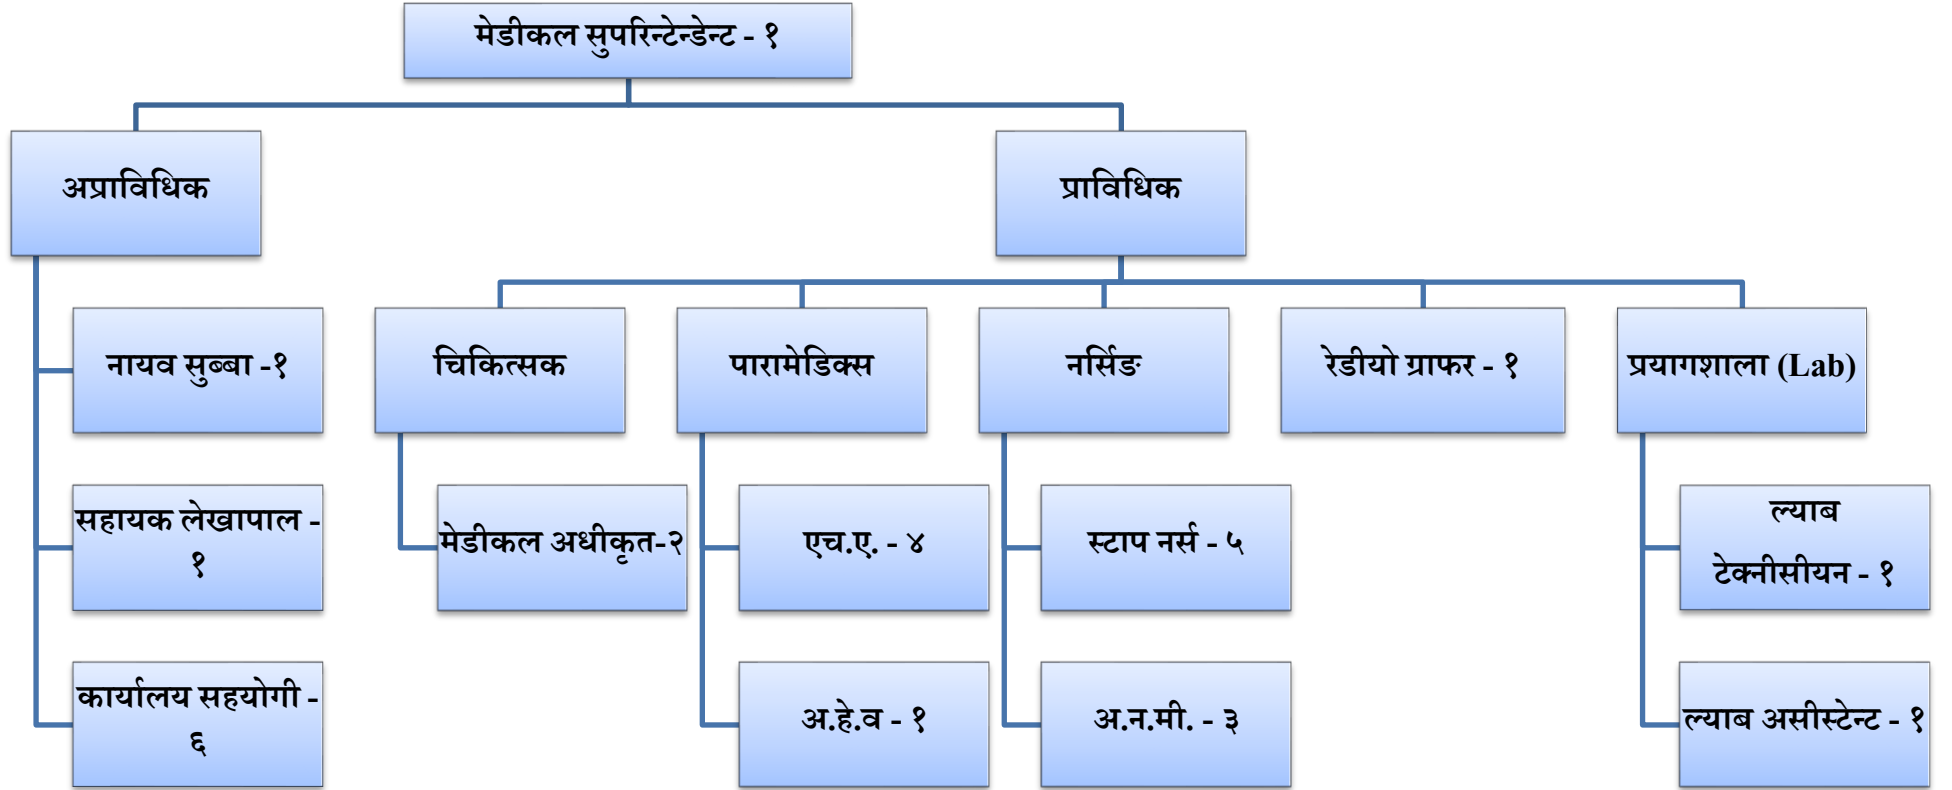 मेडीकल सुपरिन्टेन्डेन्ट - १
अप्राविधिक
प्राविधिक
नायव सुब्बा -१
चिकित्सक
पारामेडिक्स
नर्सिङ
रेडीयो ग्राफर - १
प्रयागशाला (Lab)
सहायक लेखापाल -
१
मेडीकल अधीकृत-२
एच.ए. - ४
स्टाप नर्स - ५
ल्याब
टेक्नीसीयन - १
कार्यालय सहयोगी -
६
अ.हे.व - १
अ.न.मी. - ३
ल्याब असीस्टेन्ट - १